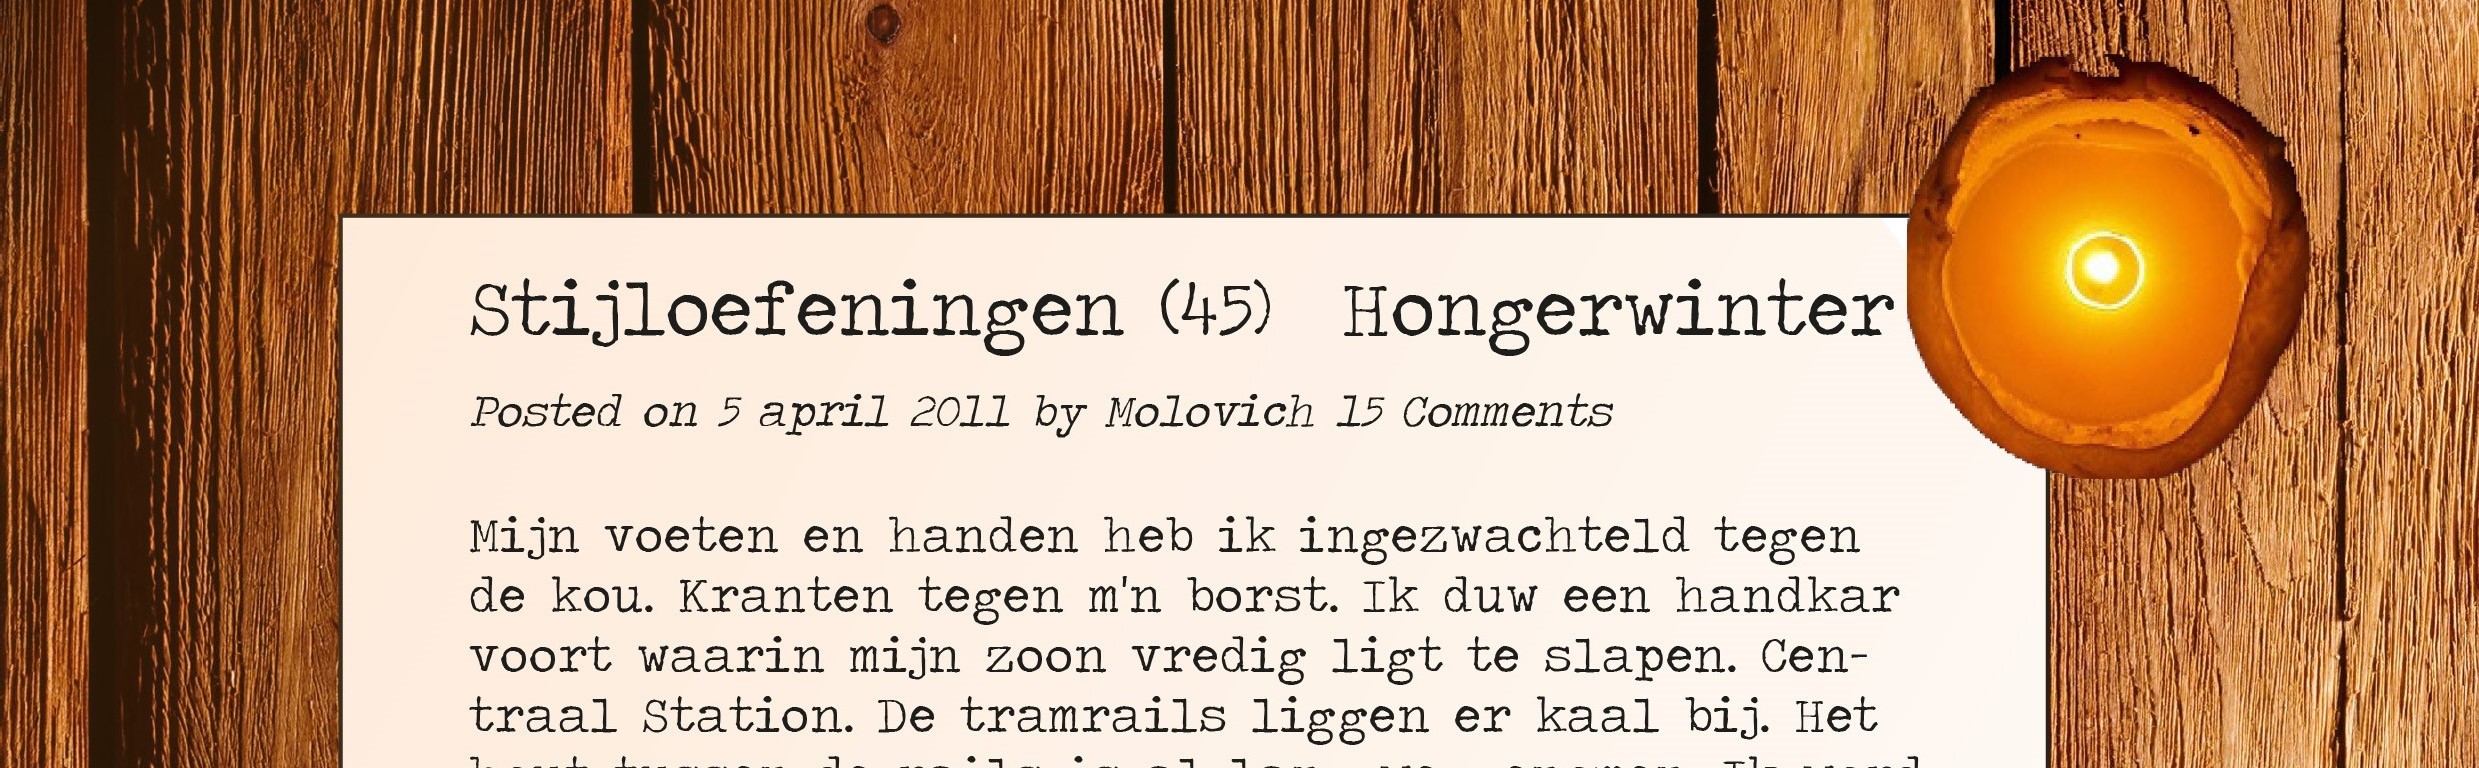 Stijloefeningen (45) Hongerwinter
Posted on 5 april 2011 by Molovich 15 Comments
Mijn voeten en handen heb ik ingezwachteld tegen
de kou. Kranten tegen m'n borst. Ik duw een handkar
voort waarin mijn zoon vredig ligt te slapen. Cen-
traal Station. De tramrails liggen er kaal bij. Het